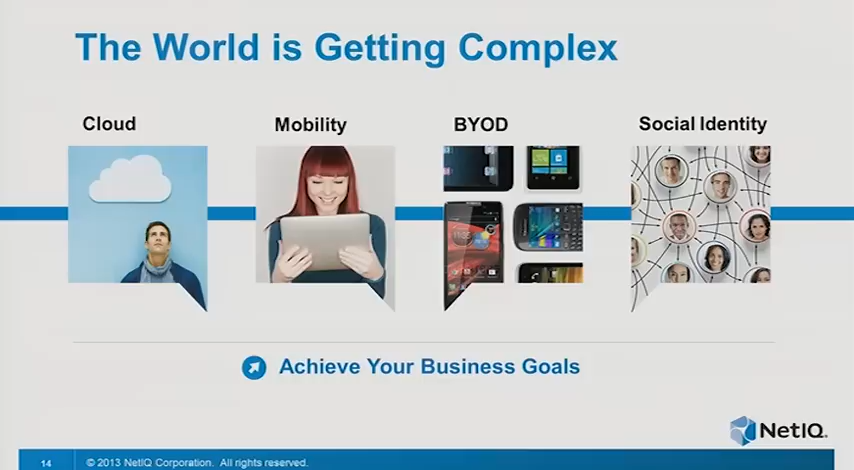 The World is Getting Complex
Cloud
Mobility
BYOD
Social Identity
Achieve Your Business Goals
NetIQ.
14
© 2013 NetIQ Corporation. All rights reserved.